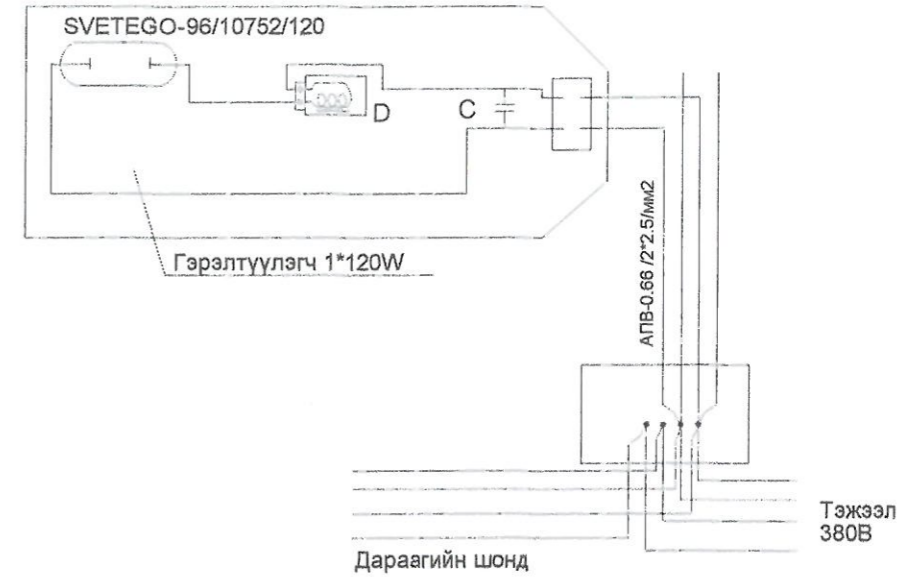 SVETEGO-96/10752/120
D
C
Гэрэлтүүлэгч 1*120W
АПВ-0.66 /2*2.5/мм2
Тэжээл
380В
Дараагийн шонд